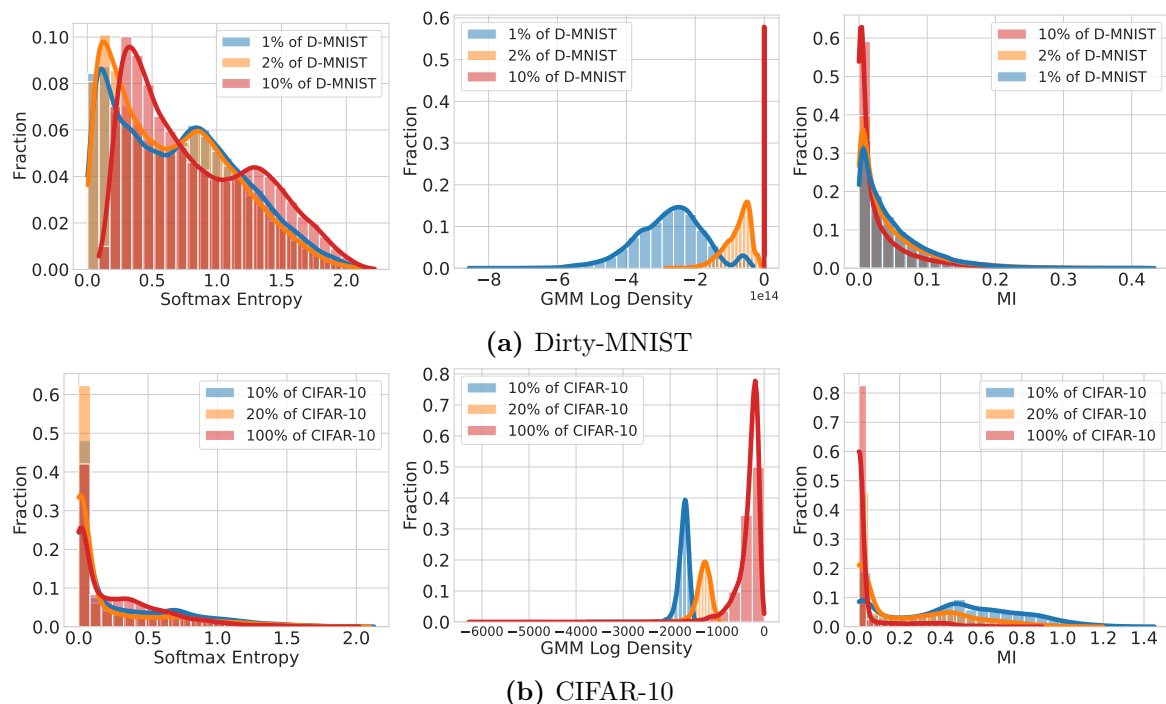 0.10
0.08
0.06
0.04
0.02
0.00
Fraction
1% of D-MNIST
2% of D-MNIST
10% of D-MNIST
0.0 0.5 1.0 1.5 2.0
Softmax Entropy
0.6
0.5
0.4
0.3
0.2
0.1
0.0
Fraction
1% of D-MNIST
2% of D-MNIST
10% of D-MNIST
−8 −6 −4 −2 0
1e14
GMM Log Density
0.7
0.6
0.5
0.4
0.3
0.2
0.1
0.0
Fraction
10% of D-MNIST
2% of D-MNIST
1% of D-MNIST
0.0 0.1 0.2 0.3 0.4
MI
(a) Dirty-MNIST
0.6
0.5
0.4
0.3
0.2
0.1
0.0
Fraction
10% of CIFAR-10
20% of CIFAR-10
100% of CIFAR-10
0.0 0.5 1.0 1.5 2.0
Softmax Entropy
0.8
0.7
0.6
0.5
0.4
0.3
0.2
0.1
0.0
Fraction
10% of CIFAR-10
20% of CIFAR-10
100% of CIFAR-10
−6000 −5000 −4000 −3000 −2000 −1000 0
GMM Log Density
0.8
0.6
0.4
0.2
0.0
Fraction
10% of CIFAR-10
20% of CIFAR-10
100% of CIFAR-10
0.0 0.2 0.4 0.6 0.8 1.0 1.2 1.4
MI
(b) CIFAR-10